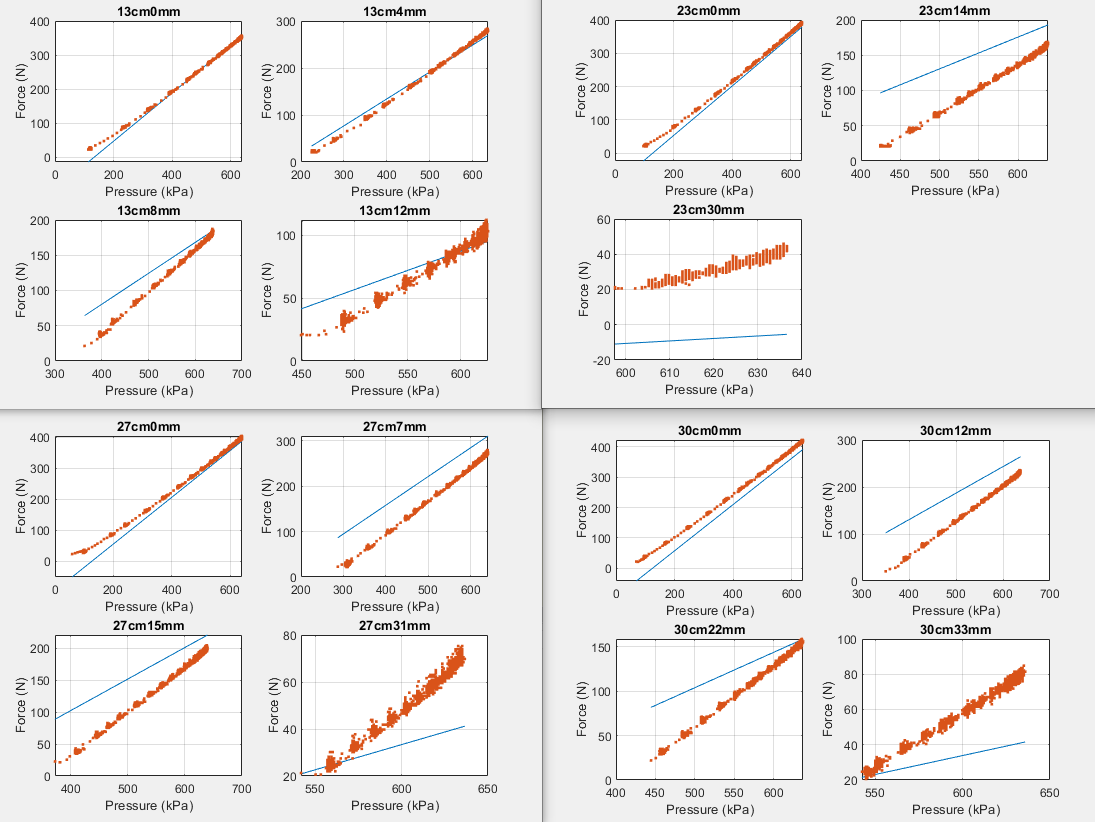 13cm0mm
400
300
200
100
0
Force (N)
0 200 400 600
Pressure (kPa)
13cm4mm
300
200
100
0
Force (N)
200 300 400 500 600
Pressure (kPa)
13cm8mm
200
150
100
50
0
Force (N)
300 400 500 600 700
Pressure (kPa)
13cm12mm
100
50
0
Force (N)
450 500 550 600
Pressure (kPa)
23cm0mm
400
300
200
100
0
Force (N)
0 200 400 600
Pressure (kPa)
23cm14mm
200
150
100
50
0
Force (N)
400 450 500 550 600
Pressure (kPa)
23cm30mm
60
40
20
0
-20
Force (N)
600 610 620 630 640
Pressure (kPa)
27cm0mm
400
300
200
100
0
Force (N)
0 200 400 600
Pressure (kPa)
27cm7mm
300
200
100
0
Force (N)
200 300 400 500 600
Pressure (kPa)
27cm15mm
200
150
100
50
0
Force (N)
400 500 600 700
Pressure (kPa)
27cm31mm
80
60
40
20
Force (N)
550 600 650
Pressure (kPa)
30cm0mm
400
300
200
100
0
Force (N)
0 200 400 600
Pressure (kPa)
30cm12mm
300
200
100
0
Force (N)
300 400 500 600 700
Pressure (kPa)
30cm22mm
150
100
50
0
Force (N)
400 450 500 550 600
Pressure (kPa)
30cm33mm
100
80
60
40
20
Force (N)
550 600 650
Pressure (kPa)